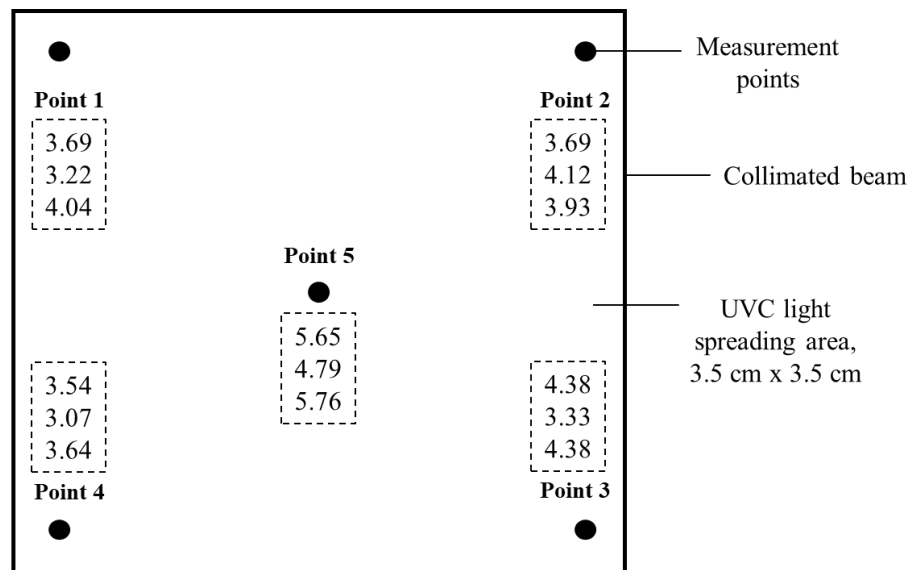 Measurement
points
Point 1
3.69
3.22
4.04
Point 2
3.69
4.12
3.93
Collimated beam
Point 5
5.65
4.79
5.76
UVC light
spreading area,
3.5 cm x 3.5 cm
3.54
3.07
3.64
Point 4
4.38
3.33
4.38
Point 3